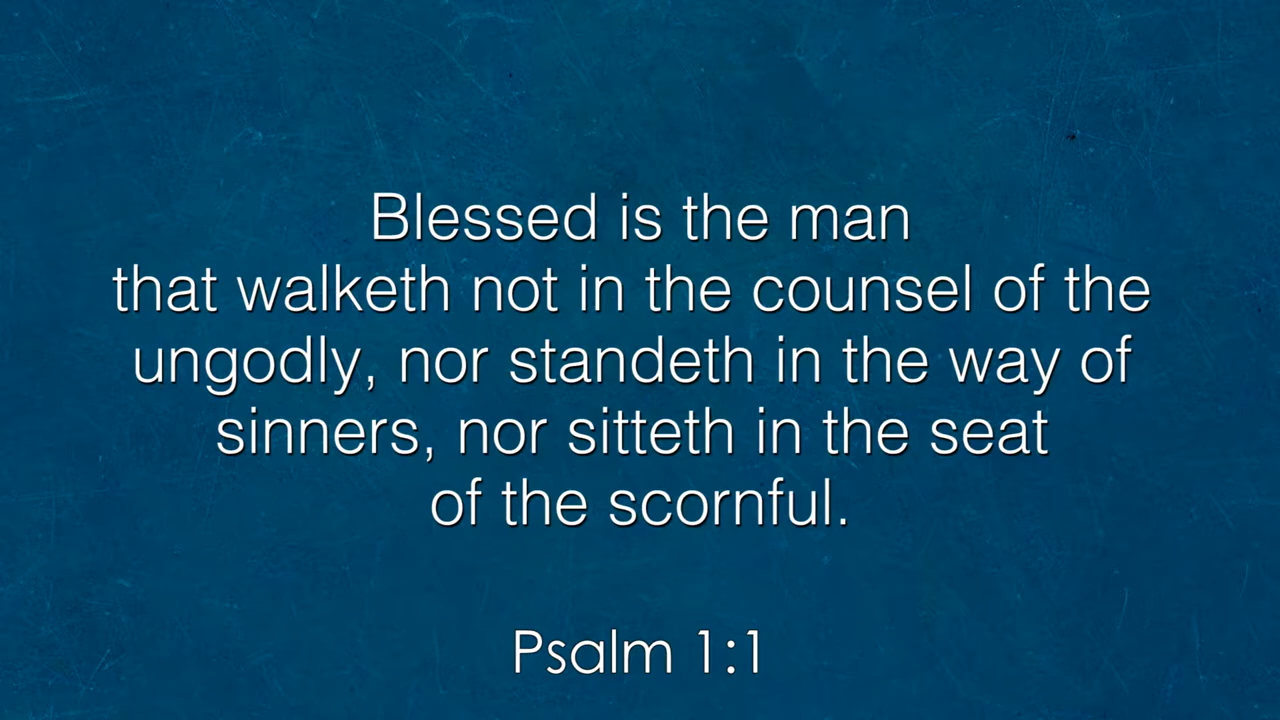 Blessed is the man
that walketh not in the counsel of the
ungodly, nor standeth in the way of
sinners, nor sitteth in the seat
of the scornful.
Psalm 1:1